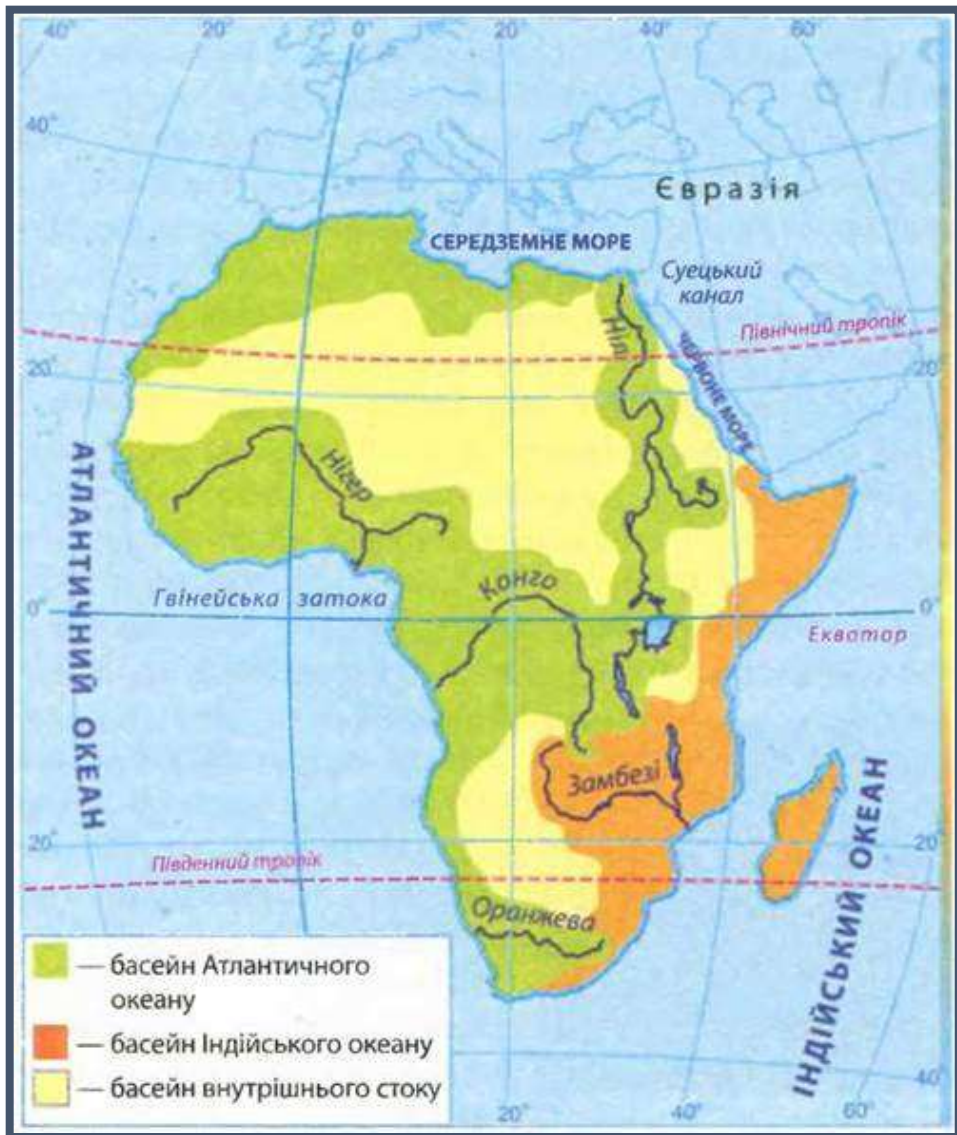 40° 20° 0° 20° 40° 60°
40°
Євразія
СЕРЕДЗЕМНЕ МОРЕ
Суецький
канал
Північний тропік
Ніл
ЧЕРВОНЕ МОРЕ
20° 20°
АТЛАНТИЧНИЙ ОКЕАН
Нігер
Конго
Гвінейська затока
0° 0°
Екватор
Замбезі
ІНДІЙСЬКИЙ ОКЕАН
20°
Південний тропік
Оранжева
— басейн Атлантичного
океану
— басейн Індійського океану
— басейн внутрішнього стоку
20° 40° 60°
40°